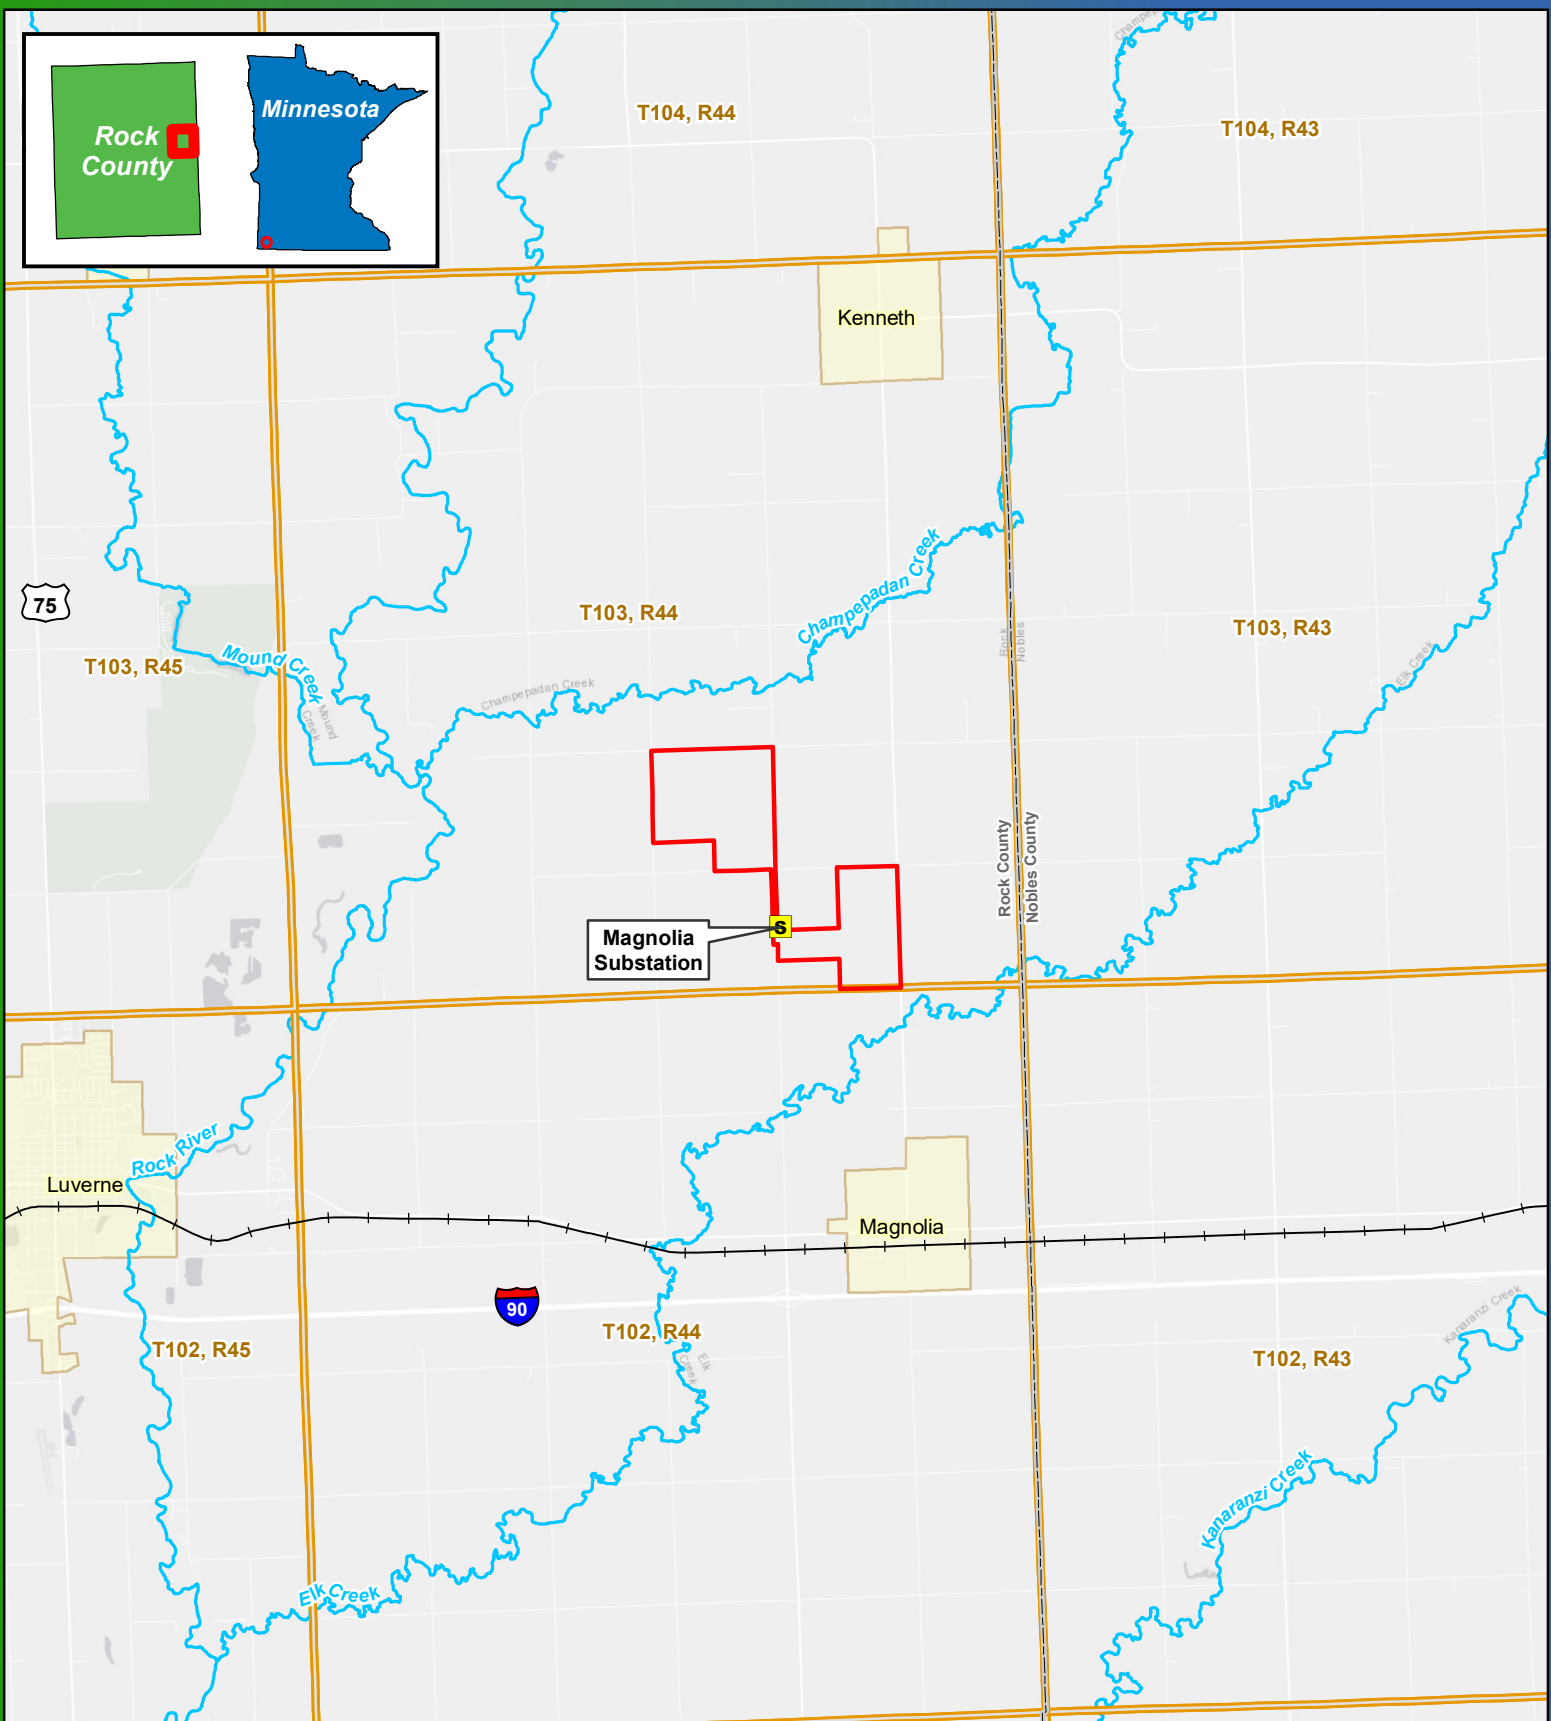 Champe
Rock
County
Minnesota
T104, R44
T104, R43
Kenneth
75
T103, R45
T103, R44
T103, R43
Champepadan Creek
Mound Creek
Champepadan Creek
Mound
Creek
Rock
Nobles
Elk Creek
Rock County
Nobles County
Magnolia
Substation
S
Rock River
Luverne
Magnolia
90
T102, R45
T102, R44
T102, R43
Elk
Creek
Kanaranzi Creek
Kanaranzi Creek
Elk Creek